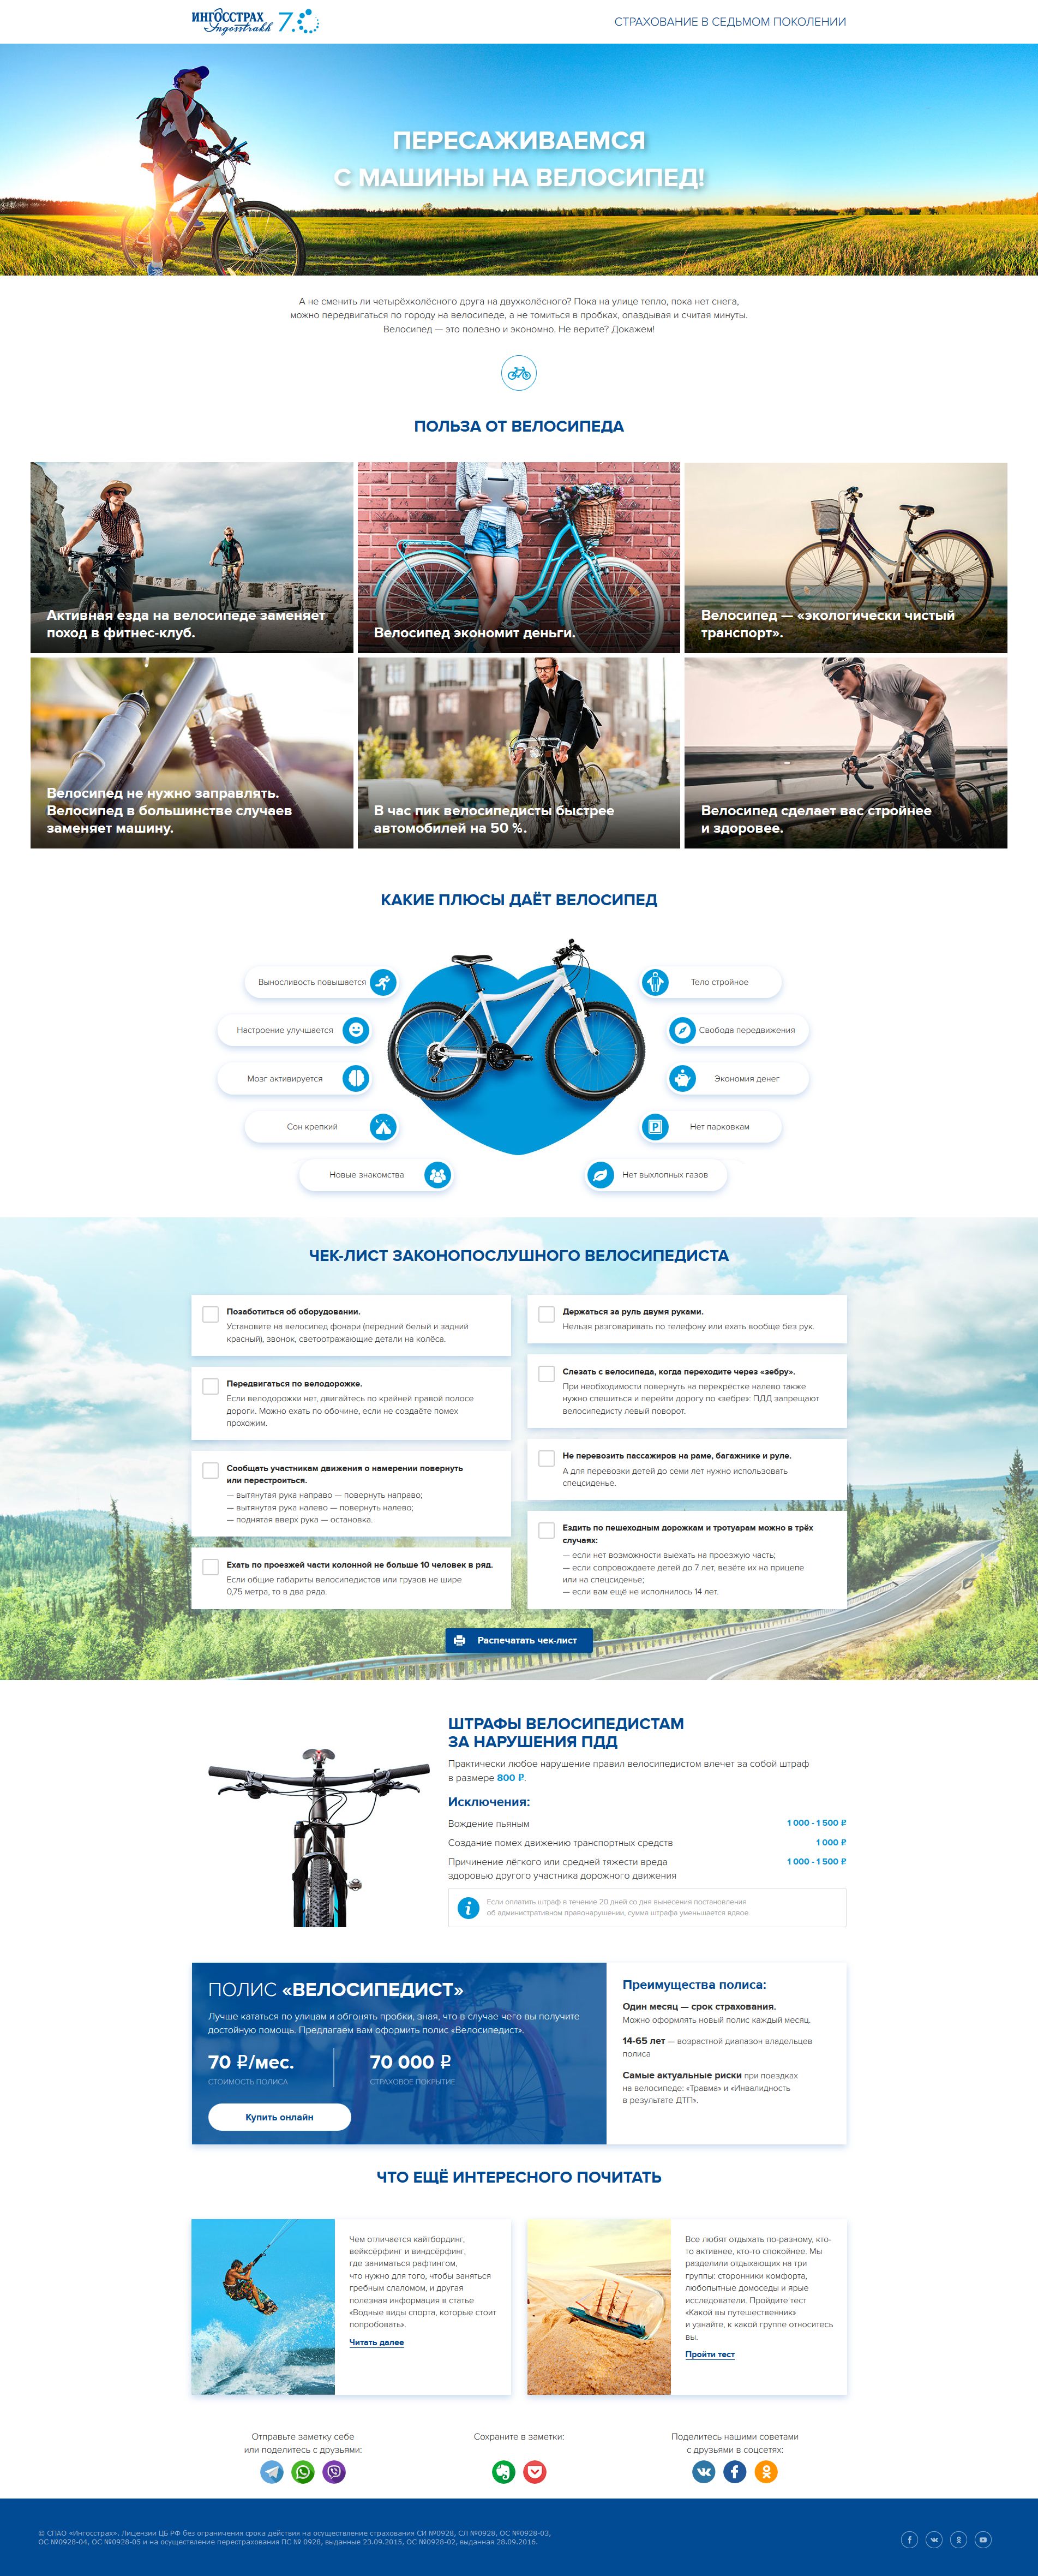 ИНГОССТРАХ
Ingosstrakh
7.0
СТРАХОВАНИЕ В СЕДЬМОМ ПОКОЛЕНИИ
ПЕРЕСАЖИВАЕМСЯ
С МАШИНЫ НА ВЕЛОСИПЕД!
А не сменить ли четырёхколёсного друга на двухколёсного? Пока на улице тепло, пока нет снега,
можно передвигаться по городу на велосипеде, а не томиться в пробках, опаздывая и считая минуты.
Велосипед — это полезно и экономно. Не верите? Докажем!
ПОЛЬЗА ОТ ВЕЛОСИПЕДА
Активная езда на велосипеде заменяет
поход в фитнес-клуб.
Велосипед экономит деньги.
Велосипед — «экологически чистый
транспорт».
Велосипед не нужно заправлять.
Велосипед в большинстве случаев
заменяет машину.
В час пик велосипедисты быстрее
автомобилей на 50 %.
Велосипед сделает вас стройнее
и здоровее.
КАКИЕ ПЛЮСЫ ДАЁТ ВЕЛОСИПЕД
Выносливость повышается
Тело стройное
Настроение улучшается
Свобода передвижения
Мозг активируется
Экономия денег
Сон крепкий
P
Нет парковкам
Новые знакомства
Нет выхлопных газов
ЧЕК-ЛИСТ ЗАКОНОПОСЛУШНОГО ВЕЛОСИПЕДИСТА
Позаботиться об оборудовании.
Установите на велосипед фонари (передний белый и задний
красный), звонок, светоотражающие детали на колёса.
Передвигаться по велодорожке.
Если велодорожки нет, двигайтесь по крайней правой полосе
дороги. Можно ехать по обочине, если не создаёте помех
прохожим.
Сообщать участникам движения о намерении повернуть
или перестроиться.
— вытянутая рука направо — повернуть направо;
— вытянутая рука налево — повернуть налево;
— поднятая вверх рука — остановка.
Ехать по проезжей части колонной не больше 10 человек в ряд.
Если общие габариты велосипедистов или грузов не шире
0,75 метра, то в два ряда.
Держаться за руль двумя руками.
Нельзя разговаривать по телефону или ехать вообще без рук.
Слезать с велосипеда, когда переходите через «зебру».
При необходимости повернуть на перекрёстке налево также
нужно спешиться и перейти дорогу по «зебре»: ПДД запрещают
велосипедисту левый поворот.
Не перевозить пассажиров на раме, багажнике и руле.
А для перевозки детей до семи лет нужно использовать
спецсиденье.
Ездить по пешеходным дорожкам и тротуарам можно в трёх
случаях:
— если нет возможности выехать на проезжую часть;
— если сопровождаете детей до 7 лет, везёте их на прицепе
или на спецсиденье;
— если вам ещё не исполнилось 14 лет.
Распечатать чек-лист
ШТРАФЫ ВЕЛОСИПЕДИСТАМ
ЗА НАРУШЕНИЯ ПДД
Практически любое нарушение правил велосипедистом влечет за собой штраф
в размере 800 ₽.
Исключения:
Вождение пьяным 1 000 - 1 500 ₽
Создание помех движению транспортных средств 1 000 ₽
Причинение лёгкого или средней тяжести вреда 1 000 - 1 500 ₽
здоровью другого участника дорожного движения
i
Если оплатить штраф в течение 20 дней со дня вынесения постановления
об административном правонарушении, сумма штрафа уменьшается вдвое.
ПОЛИС «ВЕЛОСИПЕДИСТ»
Лучше кататься по улицам и обгонять пробки, зная, что в случае чего вы получите
достойную помощь. Предлагаем вам оформить полис «Велосипедист».
70 ₽/мес. 70 000 ₽
СТОИМОСТЬ ПОЛИСА СТРАХОВОЕ ПОКРЫТИЕ
Купить онлайн
Преимущества полиса:
Один месяц — срок страхования.
Можно оформлять новый полис каждый месяц.
14-65 лет — возрастной диапазон владельцев
полиса
Самые актуальные риски при поездках
на велосипеде: «Травма» и «Инвалидность
в результате ДТП».
ЧТО ЕЩЁ ИНТЕРЕСНОГО ПОЧИТАТЬ
Чем отличается кайтбординг,
вейксёрфинг и виндсёрфинг,
где заниматься рафтингом,
что нужно для того, чтобы заняться
гребным слаломом, и другая
полезная информация в статье
«Водные виды спорта, которые стоит
попробовать».
Читать далее
Все любят отдыхать по-разному, кто-
то активнее, кто-то спокойнее. Мы
разделили отдыхающих на три
группы: сторонники комфорта,
любопытные домоседы и ярые
исследователи. Пройдите тест
«Какой вы путешественник»
и узнайте, к какой группе относитесь
вы.
Пройти тест
Отправьте заметку себе
или поделитесь с друзьями:
Сохраните в заметки:
Поделитесь нашими советами
с друзьями в соцсетях:
© СПАО «Ингосстрах». Лицензии ЦБ РФ без ограничения срока действия на осуществление страхования СИ №0928, СЛ №0928, ОС №0928-03,
ОС №0928-04, ОС №0928-05 и на осуществление перестрахования ПС № 0928, выданные 23.09.2015, ОС №0928-02, выданная 28.09.2016.